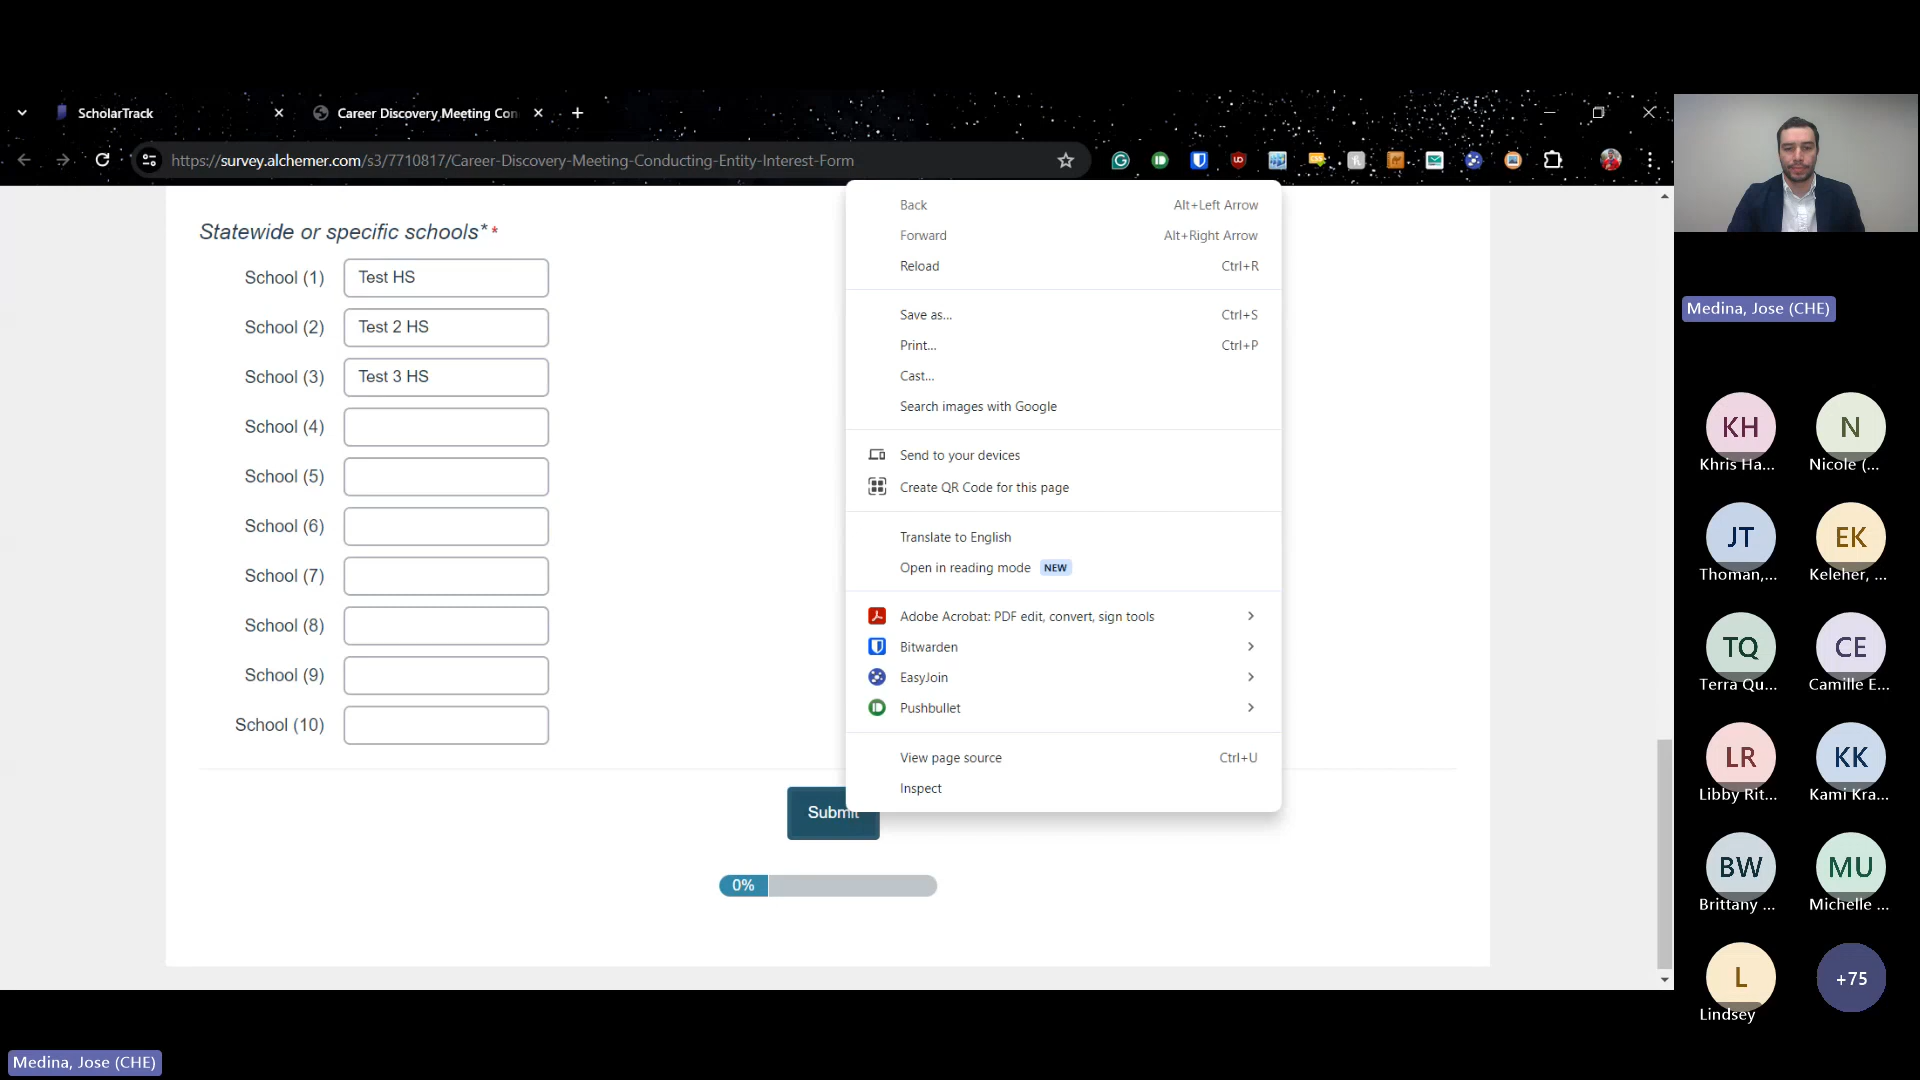 ScholarTrack
Career Discovery Meeting Con
https://survey.alchemer.com/s3/7710817/Career-Discovery-Meeting-Conducting-Entity-Interest-Form
Statewide or specific schools* *
School (1) Test HS
School (2) Test 2 HS
School (3) Test 3 HS
School (4)
School (5)
School (6)
School (7)
School (8)
School (9)
School (10)
Submit
0%
Back Alt+Left Arrow
Forward Alt+Right Arrow
Reload Ctrl+R
Save as... Ctrl+S
Print... Ctrl+P
Cast...
Search images with Google
Send to your devices
Create QR Code for this page
Translate to English
Open in reading mode NEW
Adobe Acrobat: PDF edit, convert, sign tools
Bitwarden
EasyJoin
Pushbullet
View page source Ctrl+U
Inspect
Medina, Jose (CHE)
KH N
Khris Ha... Nicole (...
JT EK
Thoman,... Keleher, ...
TQ CE
Terra Qu... Camille E...
LR KK
Libby Rit... Kami Kra...
BW MU
Brittany ... Michelle ...
L +75
Lindsey
Medina, Jose (CHE)